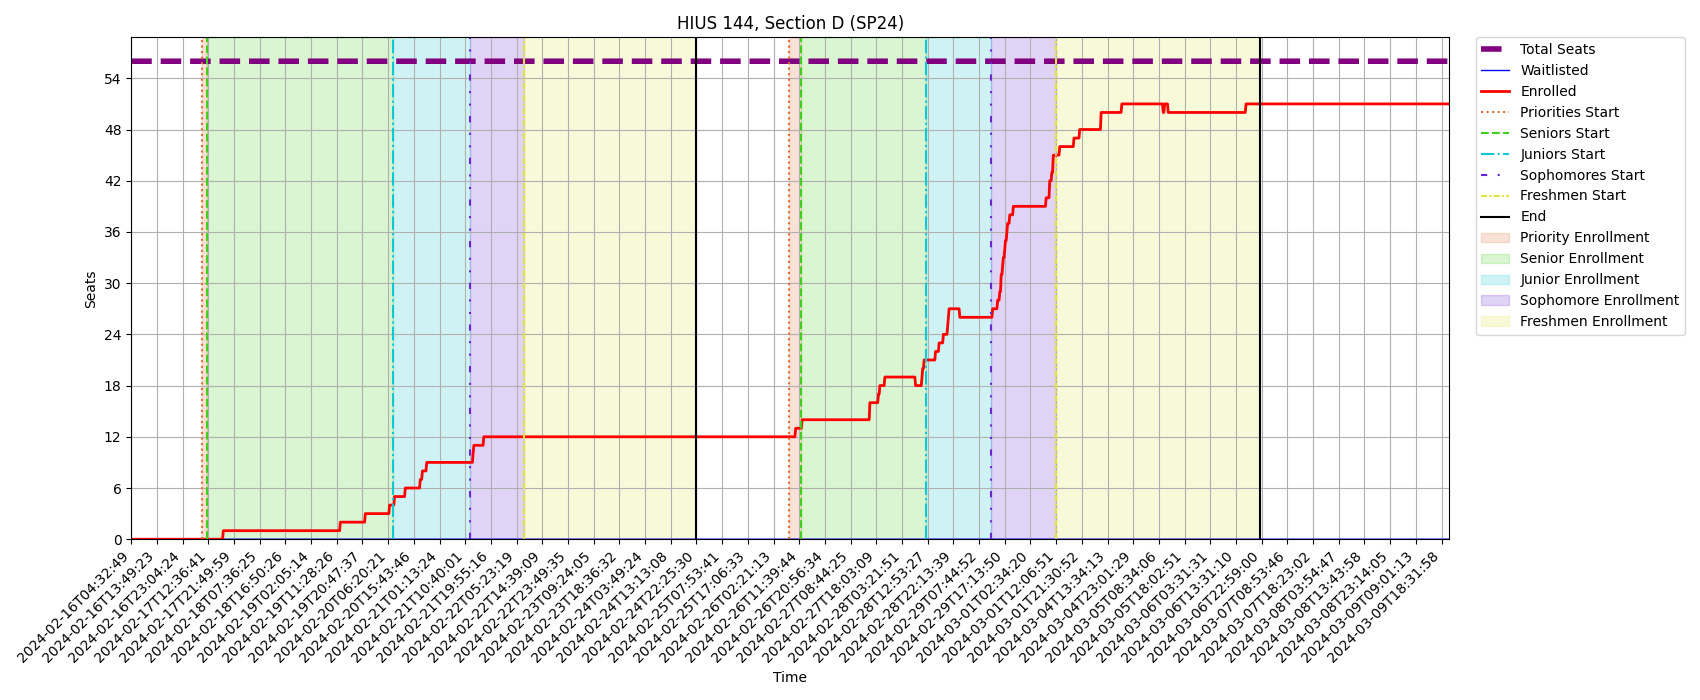 HIUS 144, Section D (SP24)
Total Seats
Waitlisted
Enrolled
Priorities Start
Seniors Start
Juniors Start
Sophomores Start
Freshmen Start
End
Priority Enrollment
Senior Enrollment
Junior Enrollment
Sophomore Enrollment
Freshmen Enrollment
Seats
54
48
42
36
30
24
18
12
6
0
2024-02-16T04:32:49
2024-02-16T13:49:23
2024-02-16T23:04:24
2024-02-17T12:36:41
2024-02-17T21:49:59
2024-02-18T07:36:25
2024-02-18T16:50:26
2024-02-19T02:05:14
2024-02-19T11:28:26
2024-02-19T20:47:37
2024-02-20T06:20:21
2024-02-20T15:43:46
2024-02-21T01:13:24
2024-02-21T10:40:01
2024-02-21T19:55:16
2024-02-22T05:23:19
2024-02-22T14:39:09
2024-02-22T23:49:35
2024-02-23T09:24:05
2024-02-23T18:36:32
2024-02-24T03:49:24
2024-02-24T13:13:08
2024-02-24T22:25:30
2024-02-25T07:53:41
2024-02-25T17:06:33
2024-02-26T02:21:13
2024-02-26T11:39:44
2024-02-26T20:56:34
2024-02-27T08:44:25
2024-02-27T18:03:09
2024-02-28T03:21:51
2024-02-28T12:53:27
2024-02-28T22:13:39
2024-02-29T07:44:52
2024-02-29T17:13:50
2024-03-01T02:34:20
2024-03-01T12:06:51
2024-03-01T21:30:52
2024-03-04T13:34:13
2024-03-04T23:01:29
2024-03-05T08:34:06
2024-03-05T18:02:51
2024-03-06T03:31:31
2024-03-06T13:31:10
2024-03-06T22:59:00
2024-03-07T08:53:46
2024-03-07T18:23:02
2024-03-08T03:54:47
2024-03-08T13:43:58
2024-03-08T23:14:05
2024-03-09T09:01:13
2024-03-09T18:31:58
Time